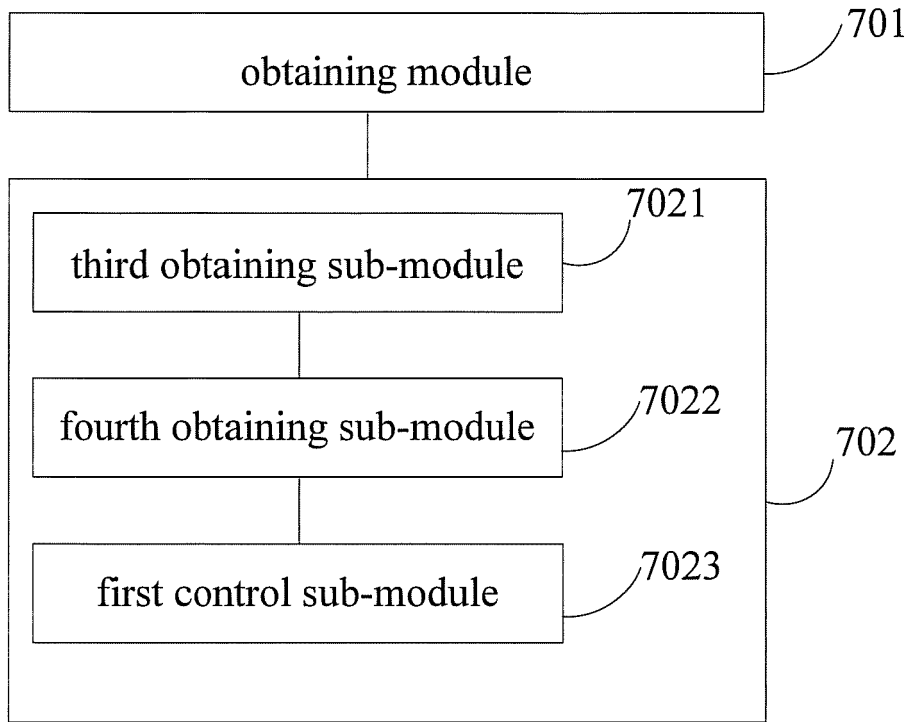 701
obtaining module
7021
third obtaining sub-module
7022
fourth obtaining sub-module
702
7023
first control sub-module